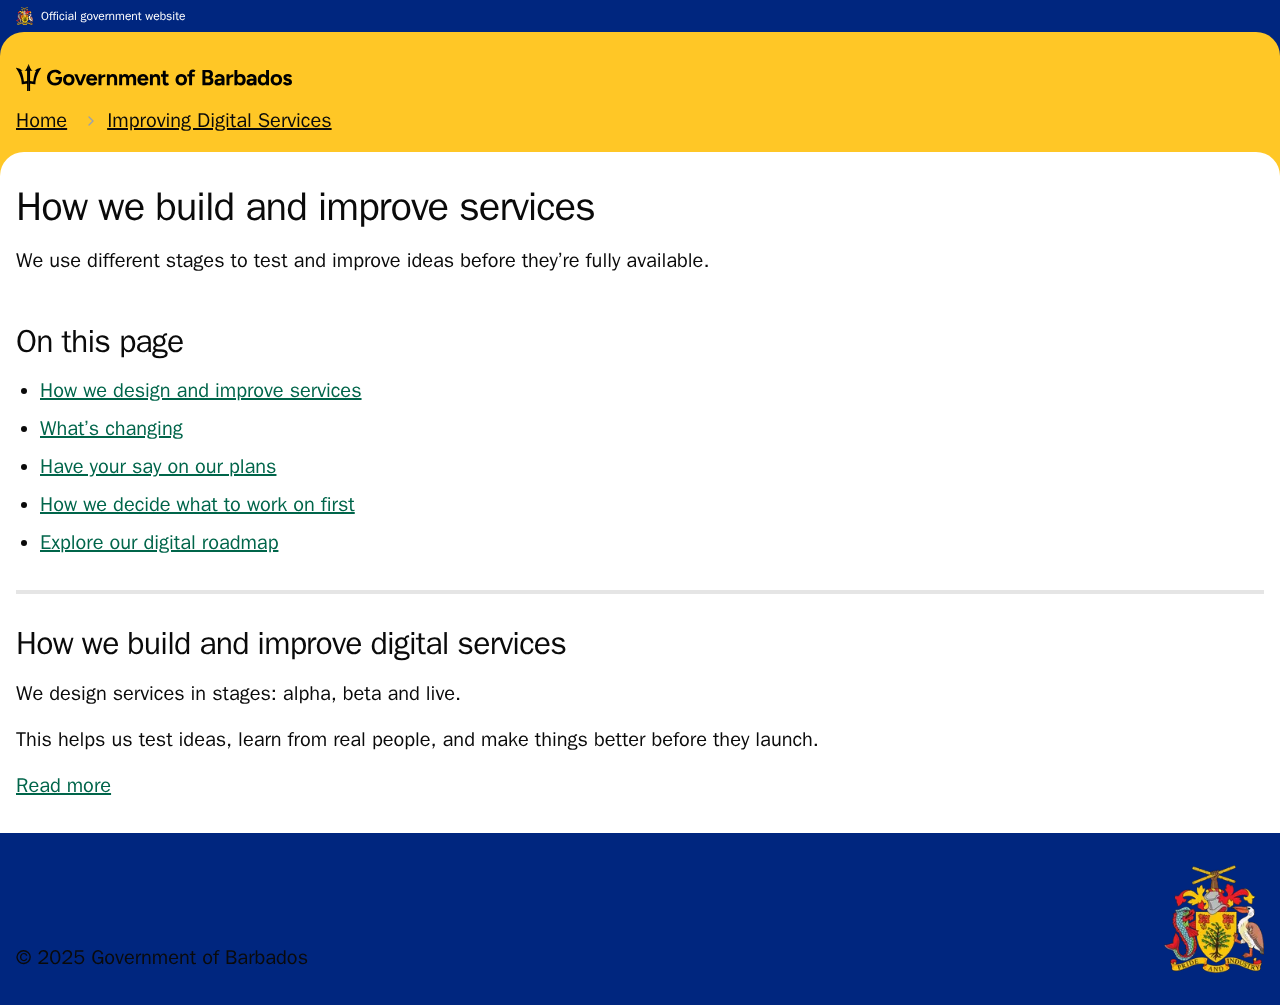 Official government website
Government of Barbados
Home › Improving Digital Services
How we build and improve services
We use different stages to test and improve ideas before they’re fully available.
On this page
• How we design and improve services
• What’s changing
• Have your say on our plans
• How we decide what to work on first
• Explore our digital roadmap
How we build and improve digital services
We design services in stages: alpha, beta and live.
This helps us test ideas, learn from real people, and make things better before they launch.
Read more
© 2025 Government of Barbados
PRIDE AND INDUSTRY